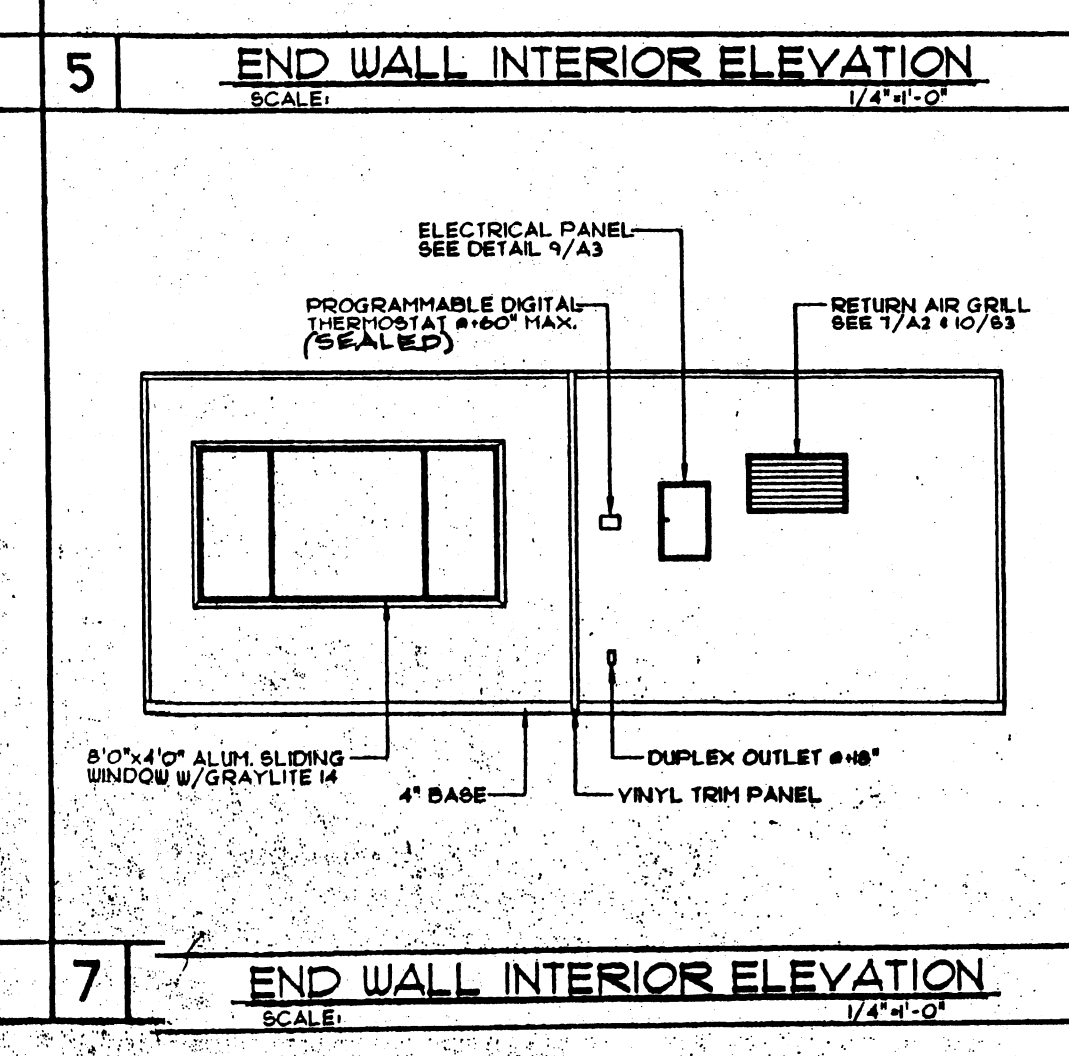 5
END WALL INTERIOR ELEVATION
SCALE: 1/4"=1'-0"
ELECTRICAL PANEL
SEE DETAIL 9/A3
PROGRAMMABLE DIGITAL
THERMOSTAT @+60" MAX.
(SEALED)
RETURN AIR GRILL
SEE 7/A2 & 10/S3
8'0"x4'0" ALUM. SLIDING
WINDOW W/GRAYLITE 14
4" BASE
DUPLEX OUTLET @+18"
VINYL TRIM PANEL
7
END WALL INTERIOR ELEVATION
SCALE: 1/4"=1'-0"